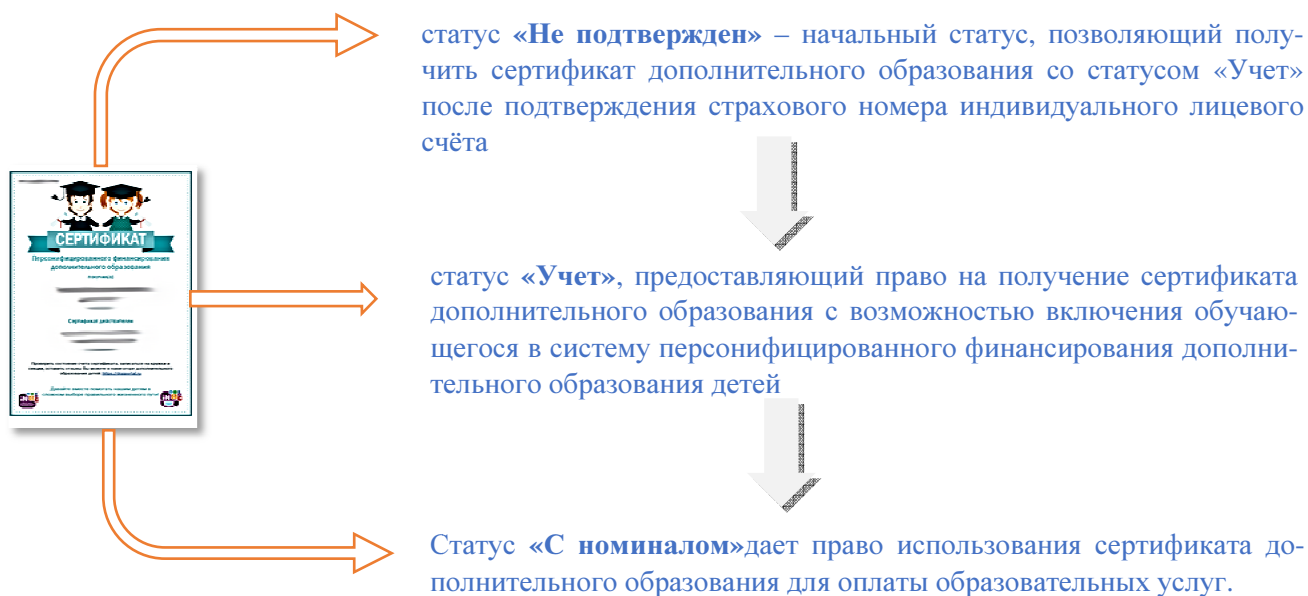 статус «Не подтвержден» – начальный статус, позволяющий полу-
чить сертификат дополнительного образования со статусом «Учет»
после подтверждения страхового номера индивидуального лицевого
счёта
СЕРТИФИКАТ
Персонифицированного финансирования
дополнительного образования
статус «Учет», предоставляющий право на получение сертификата
дополнительного образования с возможностью включения обучаю-
щегося в систему персонифицированного финансирования дополни-
тельного образования детей
Статус «С номиналом»дает право использования сертификата до-
полнительного образования для оплаты образовательных услуг.